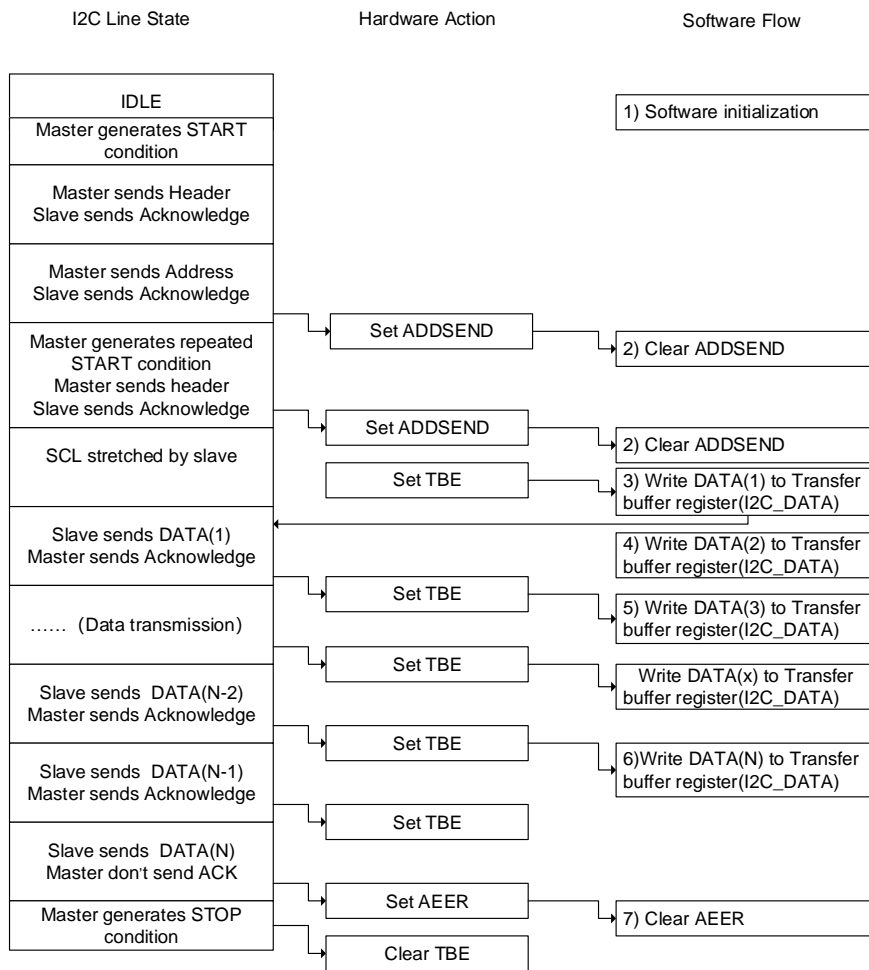 I2C Line State
Hardware Action
Software Flow
IDLE
1) Software initialization
Master generates START
condition
Master sends Header
Slave sends Acknowledge
Master sends Address
Slave sends Acknowledge
Set ADDSEND
2) Clear ADDSEND
Master generates repeated
START condition
Master sends header
Slave sends Acknowledge
Set ADDSEND
2) Clear ADDSEND
SCL stretched by slave
Set TBE
3) Write DATA(1) to Transfer
buffer register(I2C_DATA)
Slave sends DATA(1)
Master sends Acknowledge
4) Write DATA(2) to Transfer
buffer register(I2C_DATA)
Set TBE
5) Write DATA(3) to Transfer
buffer register(I2C_DATA)
…… (Data transmission)
Set TBE
Write DATA(x) to Transfer
buffer register(I2C_DATA)
Slave sends DATA(N-2)
Master sends Acknowledge
Set TBE
6)Write DATA(N) to Transfer
buffer register(I2C_DATA)
Slave sends DATA(N-1)
Master sends Acknowledge
Set TBE
Slave sends DATA(N)
Master don't send ACK
Set AEER
7) Clear AEER
Master generates STOP
condition
Clear TBE